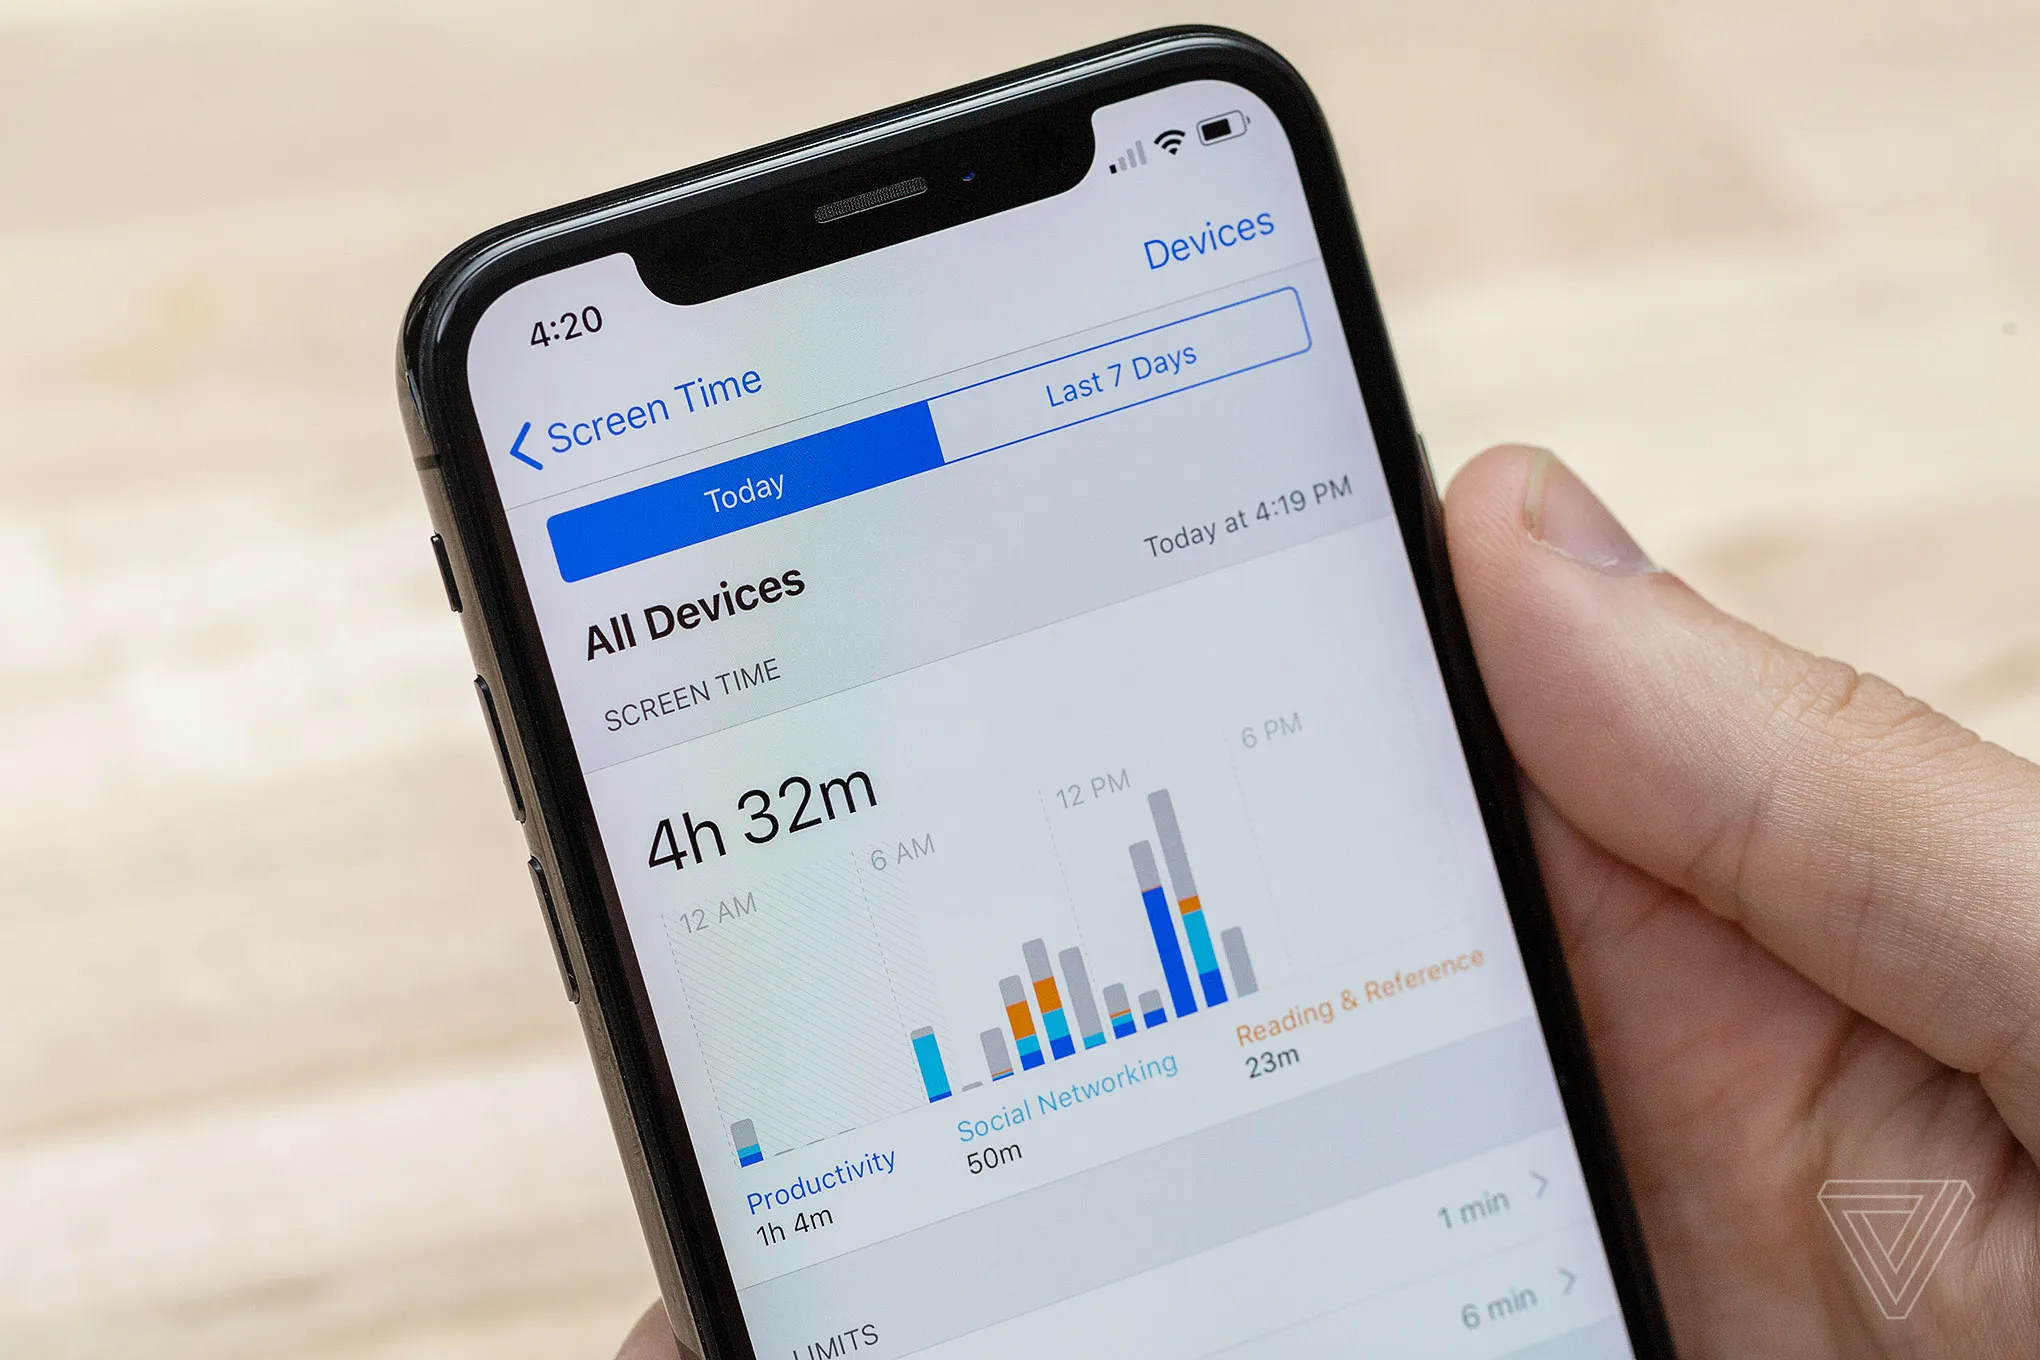 4:20
Screen Time
Devices
Today
Last 7 Days
All Devices
Today at 4:19 PM
SCREEN TIME
4h 32m
12 AM
6 AM
12 PM
6 PM
Productivity
1h 4m
Social Networking
50m
Reading & Reference
23m
LIMITS
1 min
6 min